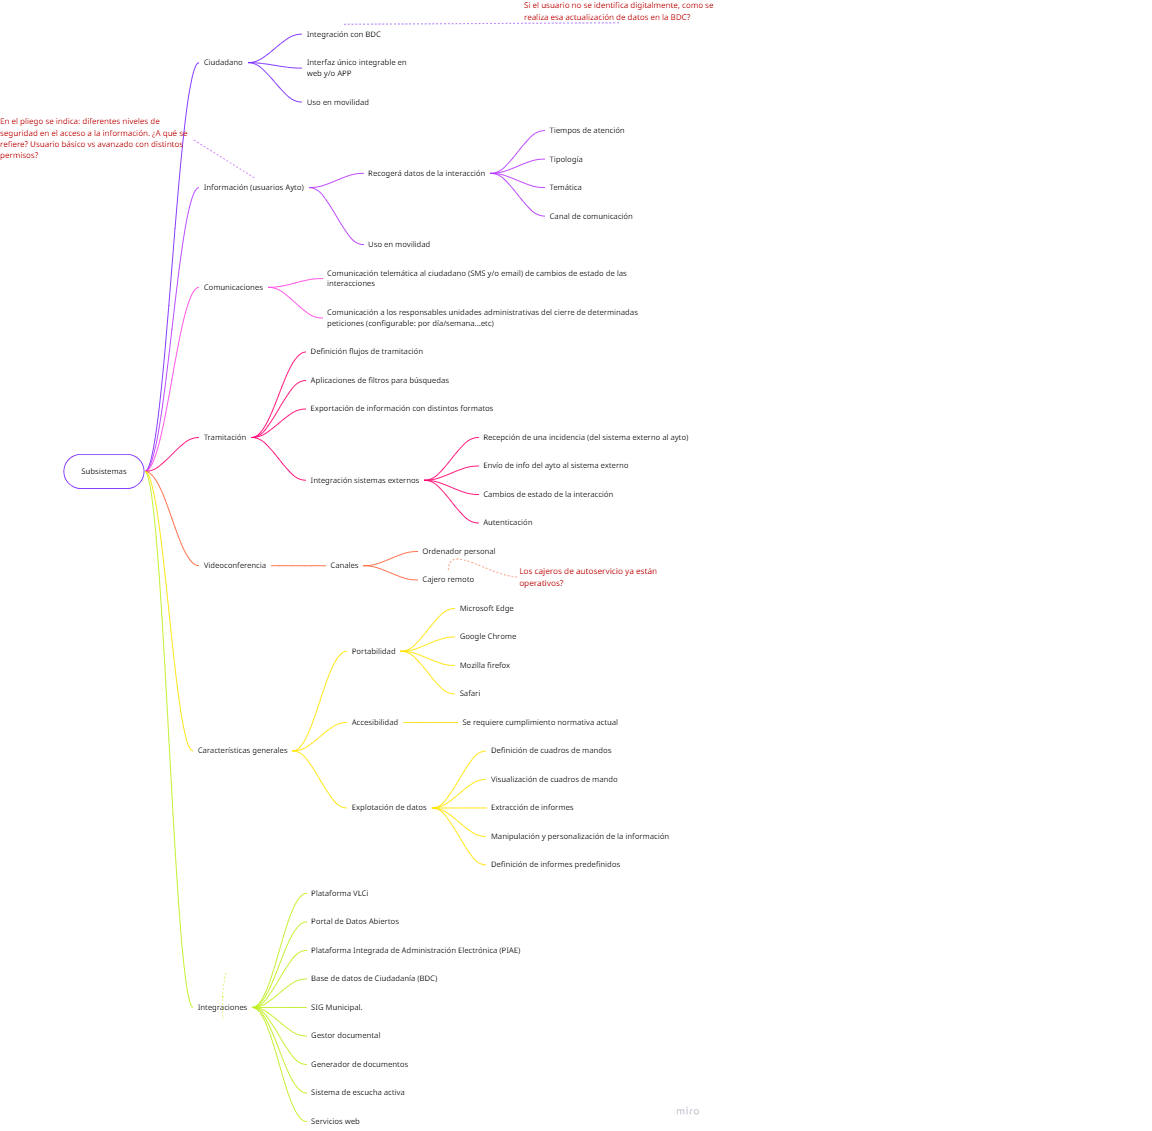 Si el usuario no se identifica digitalmente, como se
realiza esa actualización de datos en la BDC?
Integración con BDC
Ciudadano
Interfaz único integrable en
web y/o APP
Uso en movilidad
En el pliego se indica: diferentes niveles de
seguridad en el acceso a la información. ¿A qué se
refiere? Usuario básico vs avanzado con distintos
permisos?
Tiempos de atención
Tipología
Recogerá datos de la interacción
Información (usuarios Ayto)
Temática
Canal de comunicación
Uso en movilidad
Comunicación telemática al ciudadano (SMS y/o email) de cambios de estado de las
interacciones
Comunicaciones
Comunicación a los responsables unidades administrativas del cierre de determinadas
peticiones (configurable: por día/semana...etc)
Definición flujos de tramitación
Aplicaciones de filtros para búsquedas
Exportación de información con distintos formatos
Tramitación
Recepción de una incidencia (del sistema externo al ayto)
Envío de info del ayto al sistema externo
Subsistemas
Integración sistemas externos
Cambios de estado de la interacción
Autenticación
Ordenador personal
Videoconferencia
Canales
Cajero remoto
Los cajeros de autoservicio ya están
operativos?
Microsoft Edge
Google Chrome
Portabilidad
Mozilla firefox
Safari
Accesibilidad
Se requiere cumplimiento normativa actual
Características generales
Definición de cuadros de mandos
Visualización de cuadros de mando
Explotación de datos
Extracción de informes
Manipulación y personalización de la información
Definición de informes predefinidos
Plataforma VLCi
Portal de Datos Abiertos
Plataforma Integrada de Administración Electrónica (PIAE)
Base de datos de Ciudadanía (BDC)
Integraciones
SIG Municipal.
Gestor documental
Generador de documentos
Sistema de escucha activa
Servicios web
miro